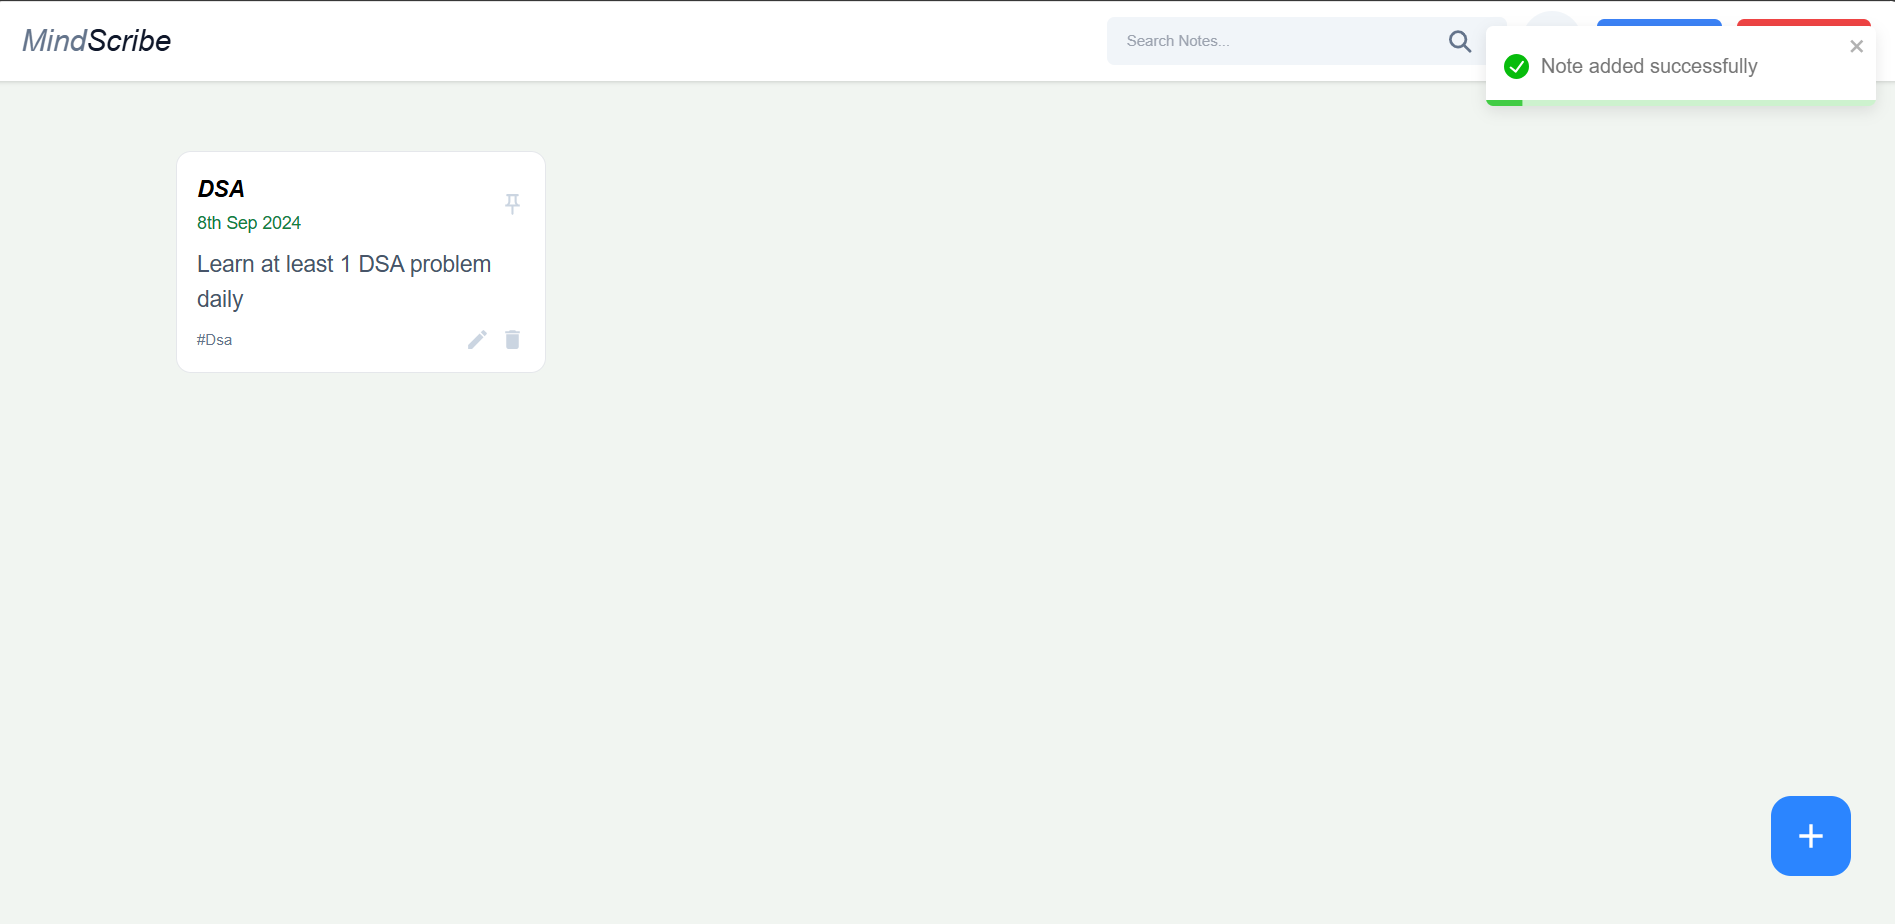 MindScribe
Search Notes...
Note added successfully
DSA
8th Sep 2024
Learn at least 1 DSA problem
daily
#Dsa